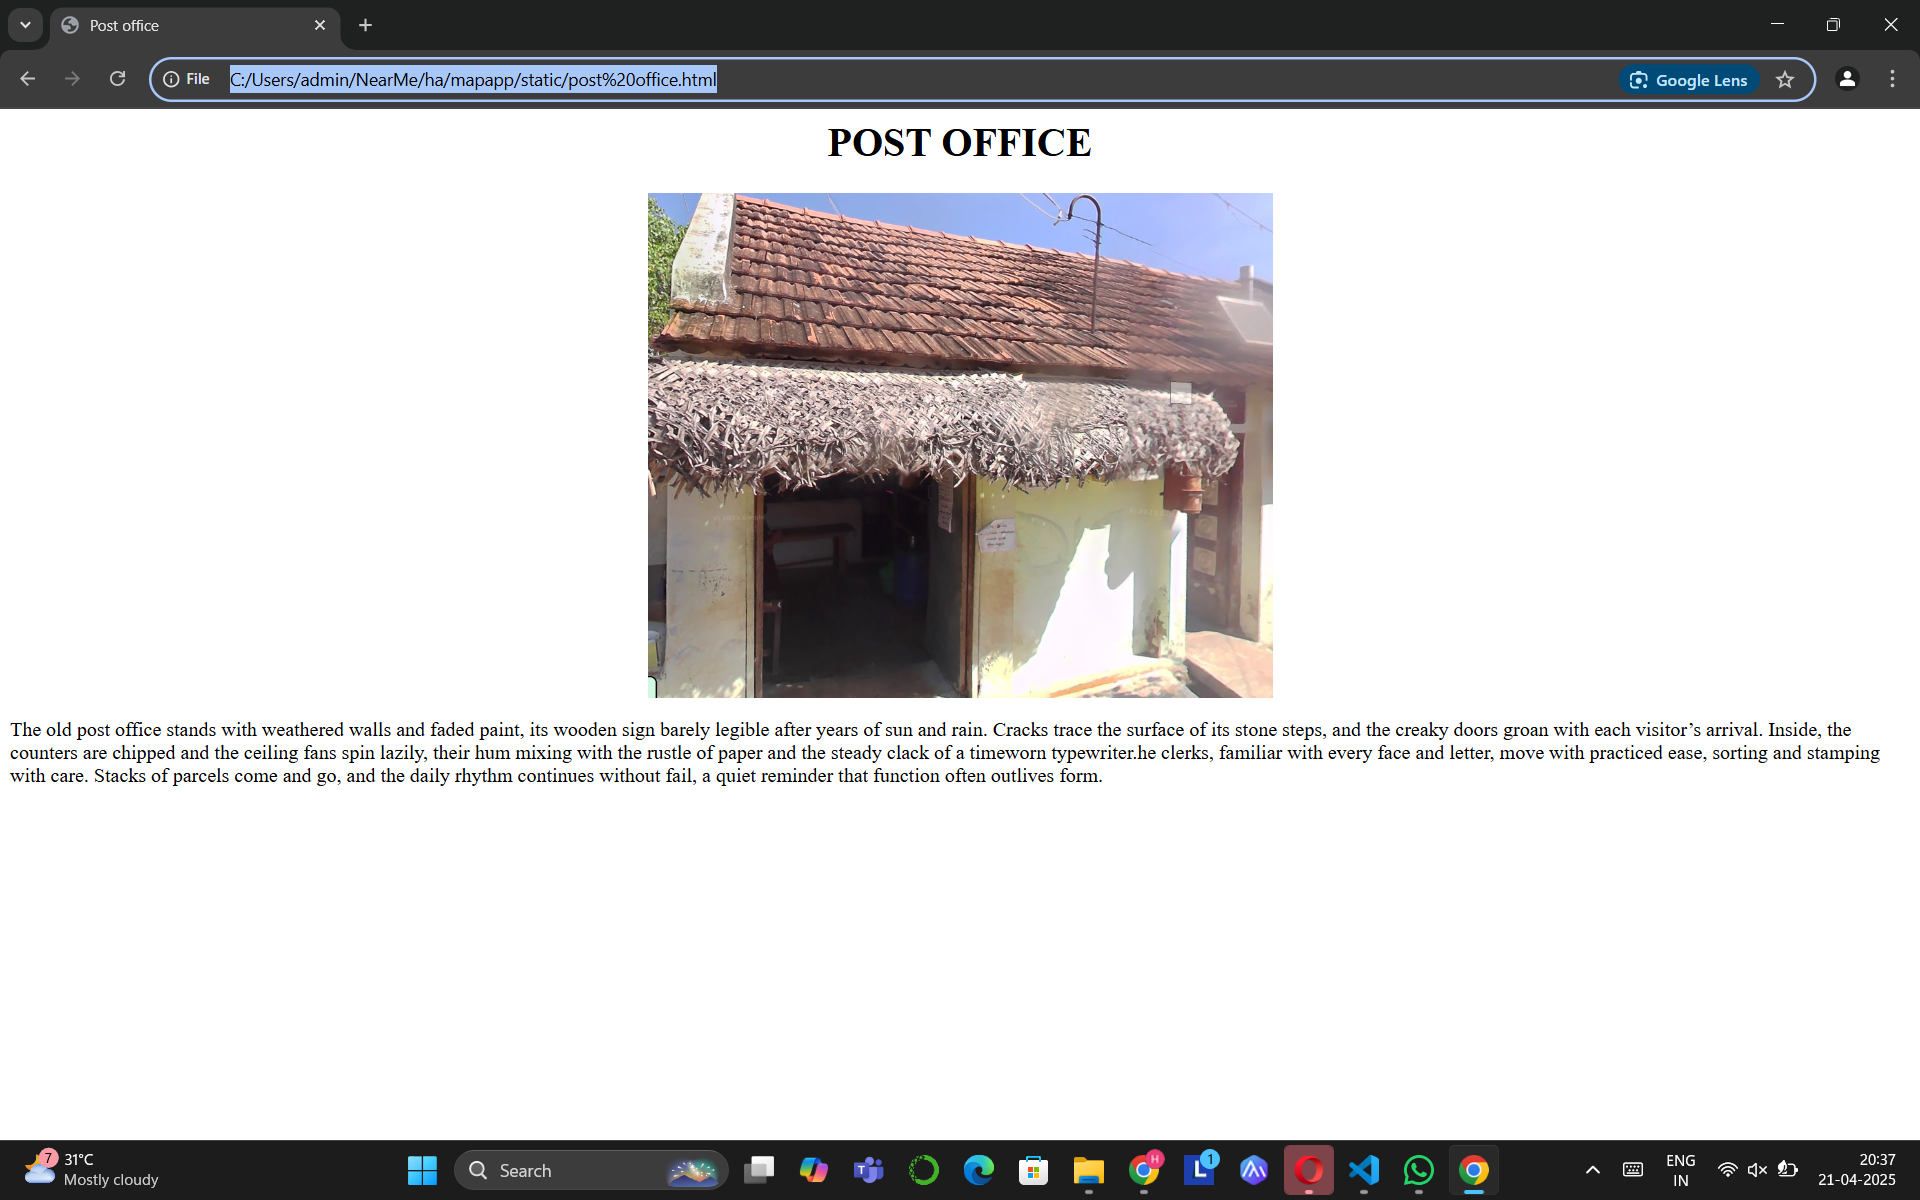 Post office
File
C:/Users/admin/NearMe/ha/mapapp/static/post%20office.html
Google Lens
POST OFFICE
The old post office stands with weathered walls and faded paint, its wooden sign barely legible after years of sun and rain. Cracks trace the surface of its stone steps, and the creaky doors groan with each visitor’s arrival. Inside, the
counters are chipped and the ceiling fans spin lazily, their hum mixing with the rustle of paper and the steady clack of a timeworn typewriter.he clerks, familiar with every face and letter, move with practiced ease, sorting and stamping
with care. Stacks of parcels come and go, and the daily rhythm continues without fail, a quiet reminder that function often outlives form.
7
31°C
Mostly cloudy
Search
H
L
1
ENG
IN
20:37
21-04-2025